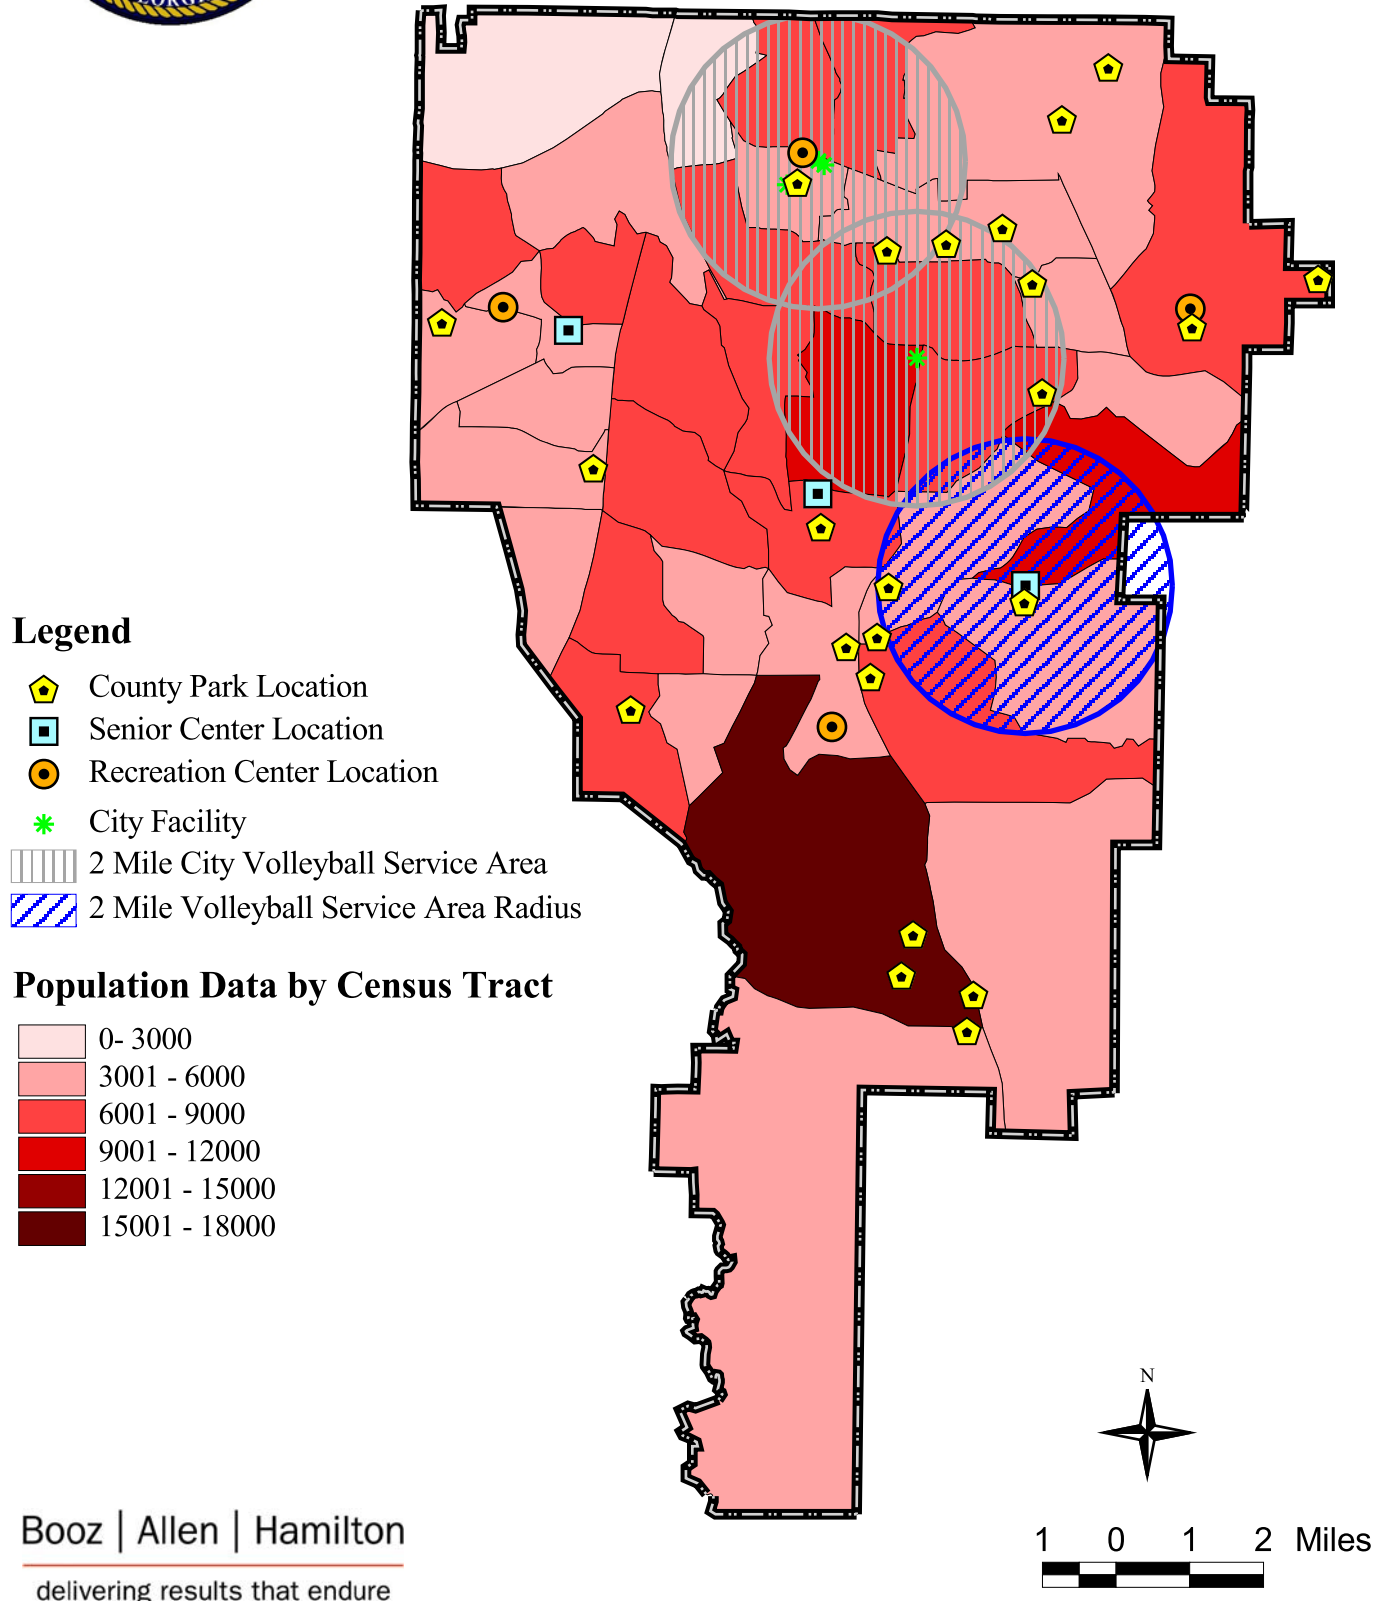 Legend
County Park Location
Senior Center Location
Recreation Center Location
City Facility
2 Mile City Volleyball Service Area
2 Mile Volleyball Service Area Radius
Population Data by Census Tract
0- 3000
3001 - 6000
6001 - 9000
9001 - 12000
12001 - 15000
15001 - 18000
N
1 0 1 2 Miles
Booz | Allen | Hamilton
delivering results that endure